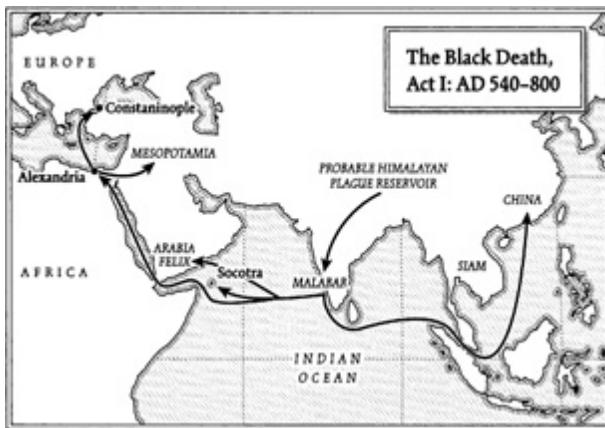 The Black Death,
Act I: AD 540–800
EUROPE
Constaninople
MESOPOTAMIA
Alexandria
PROBABLE HIMALAYAN
PLAGUE RESERVOIR
CHINA
ARABIA
FELIX
Socotra
AFRICA
MALABAR
SIAM
INDIAN
OCEAN